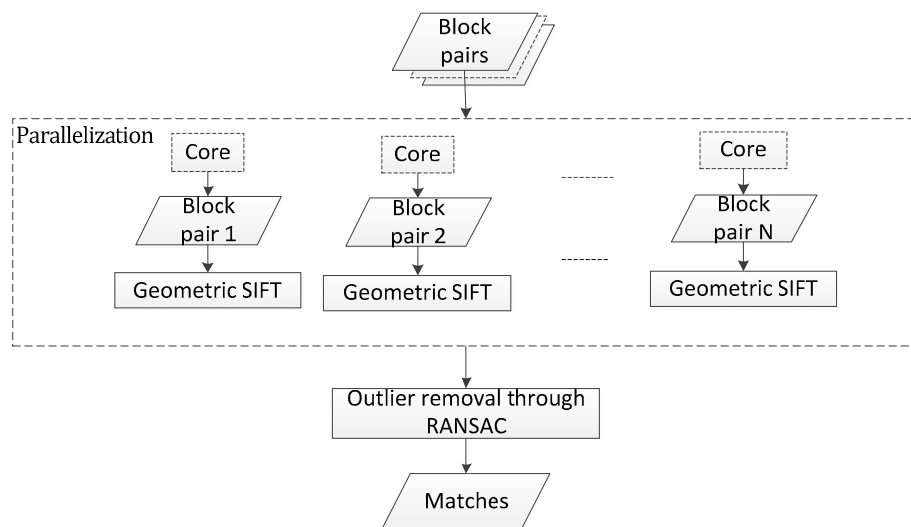 Block
pairs
Parallelization
Core
Core
Core
Block
pair 1
Block
pair 2
Block
pair N
Geometric SIFT
Geometric SIFT
Geometric SIFT
Outlier removal through
RANSAC
Matches